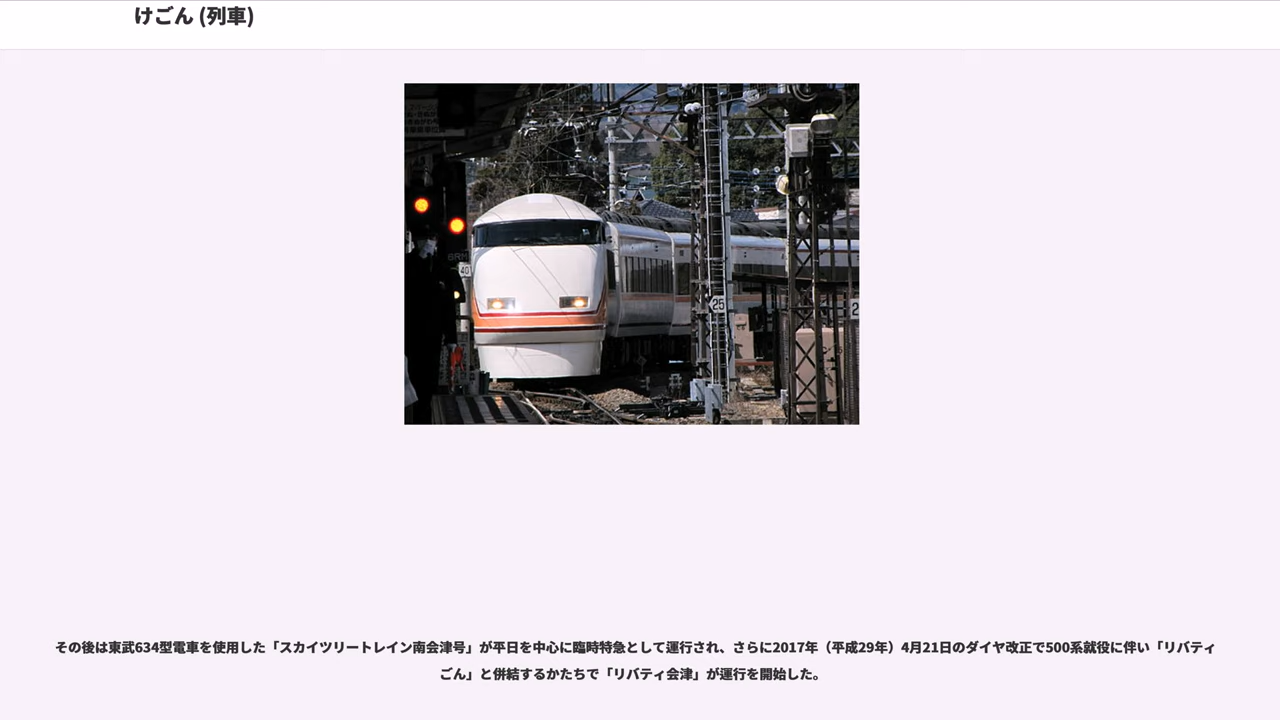 けごん (列車)
40
25
2
その後は東武634型電車を使用した「スカイツリートレイン南会津号」が平日を中心に臨時特急として運行され、さらに2017年（平成29年）4月21日のダイヤ改正で500系就役に伴い「リバティ
ごん」と併結するかたちで「リバティ会津」が運行を開始した。